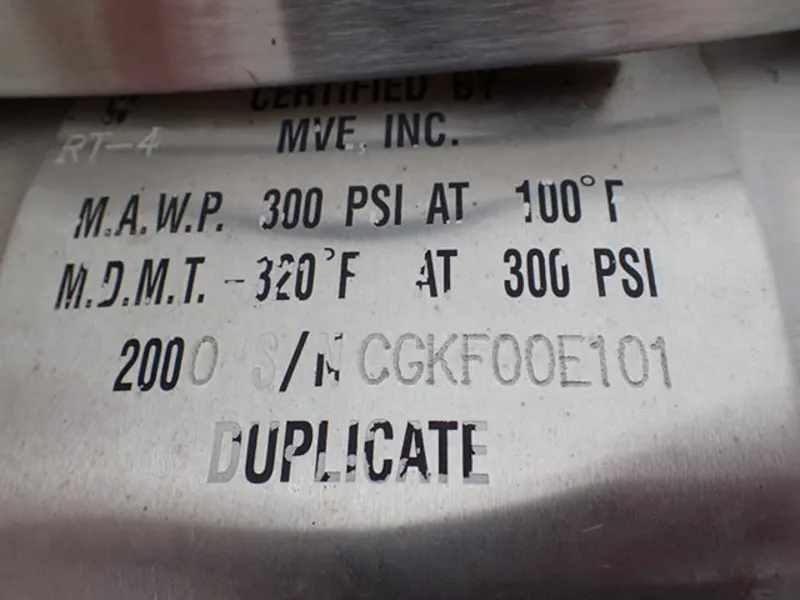 CERTIFIED BY
RT-4 MVE, INC.
M.A.W.P. 300 PSI AT 100°F
M.D.M.T. -320°F AT 300 PSI
2000 S/N CGKF00E101
DUPLICATE